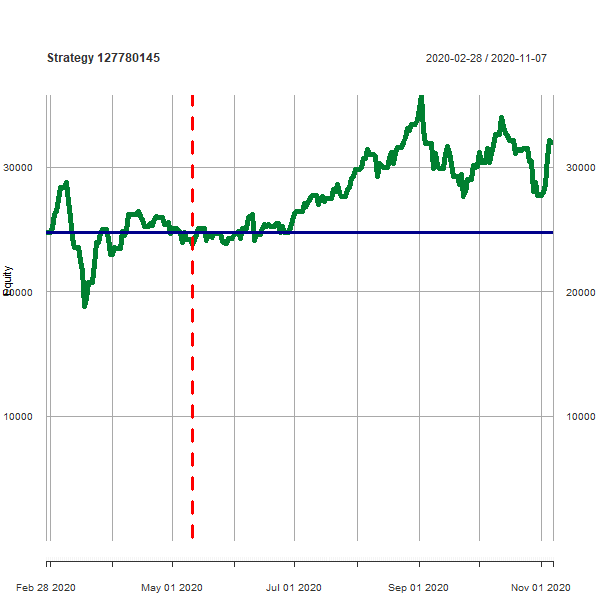 Strategy 127780145
2020-02-28 / 2020-11-07
30000
30000
Equity
20000
20000
10000
10000
Feb 28 2020
May 01 2020
Jul 01 2020
Sep 01 2020
Nov 01 2020